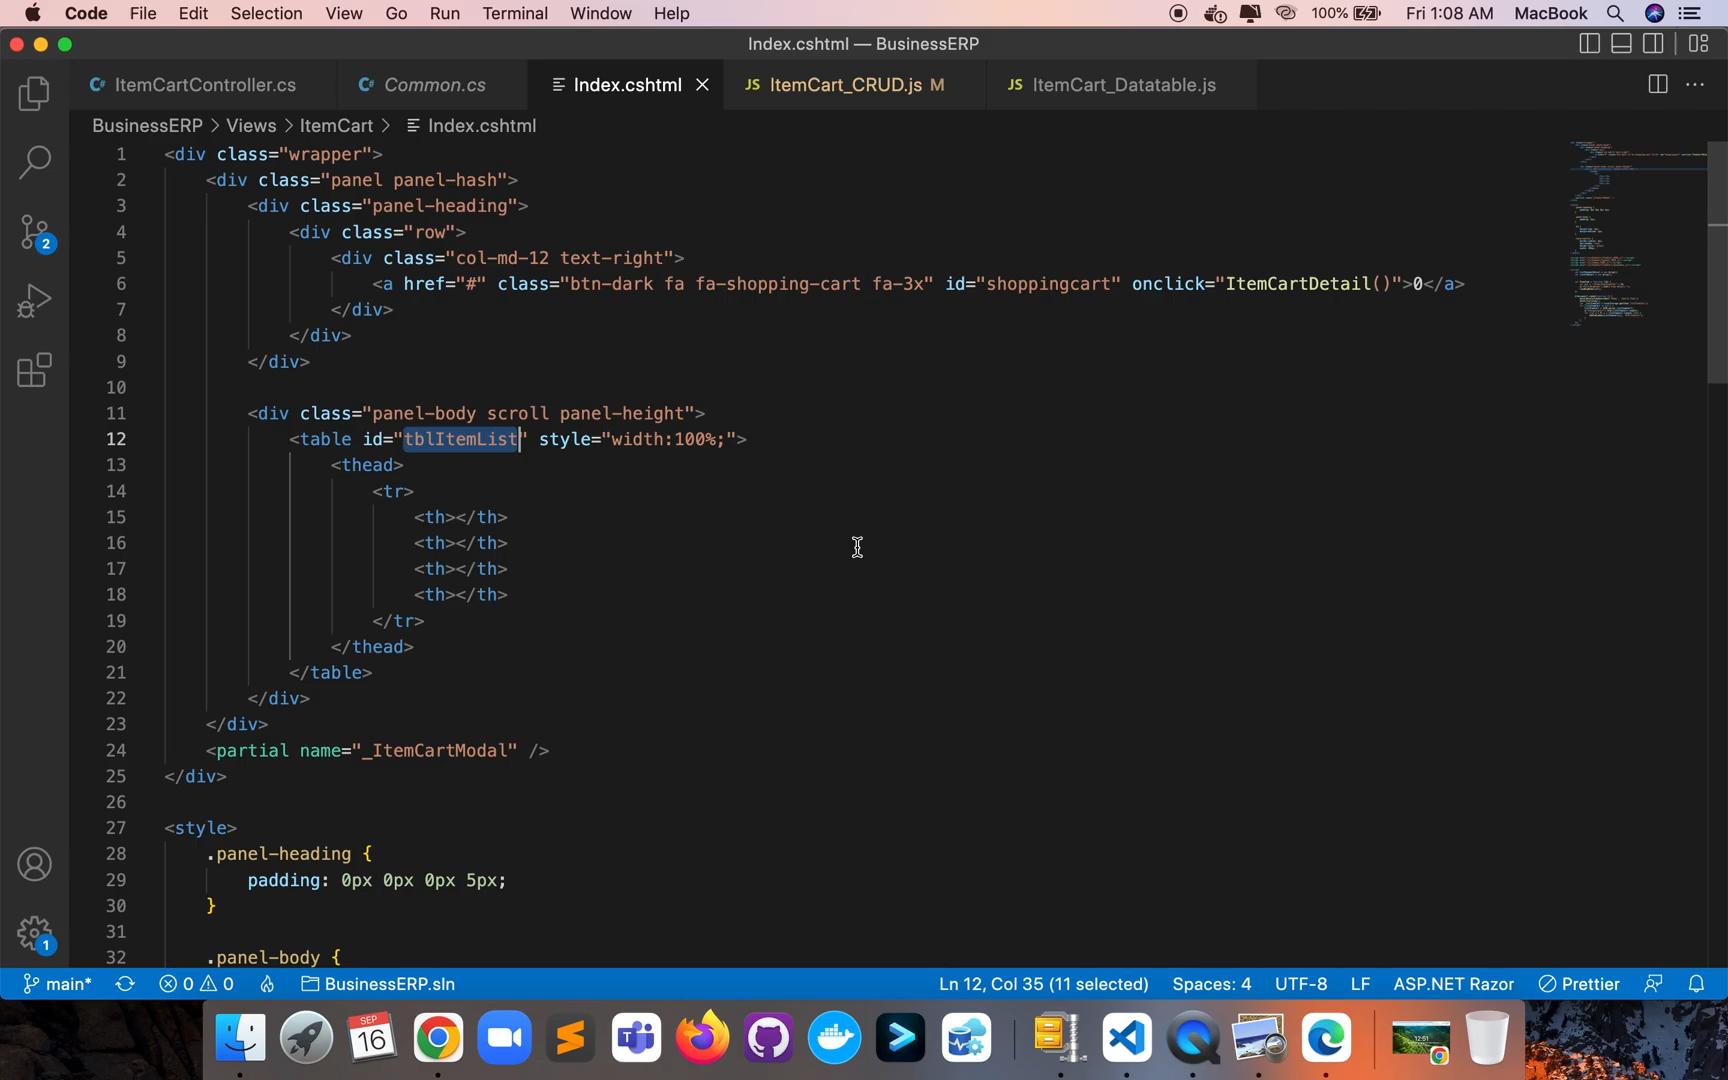 Code File Edit Selection View Go Run Terminal Window Help 100% Fri 1:08 AM MacBook
Index.cshtml — BusinessERP
C# ItemCartController.cs C# Common.cs Index.cshtml JS ItemCart_CRUD.js M JS ItemCart_Datatable.js
BusinessERP > Views > ItemCart > Index.cshtml
1 <div class="wrapper">
2 <div class="panel panel-hash">
3 <div class="panel-heading">
4 <div class="row">
5 <div class="col-md-12 text-right">
6 <a href="#" class="btn-dark fa fa-shopping-cart fa-3x" id="shoppingcart" onclick="ItemCartDetail()">0</a>
7 </div>
8 </div>
9 </div>
10
11 <div class="panel-body scroll panel-height">
12 <table id="tblItemList" style="width:100%;">
13 <thead>
14 <tr>
15 <th></th>
16 <th></th>
17 <th></th>
18 <th></th>
19 </tr>
20 </thead>
21 </table>
22 </div>
23 </div>
24 <partial name="_ItemCartModal" />
25 </div>
26
27 <style>
28 .panel-heading {
29 padding: 0px 0px 0px 5px;
30 }
31
32 .panel-body {
2
1
main* 0 0 BusinessERP.sln Ln 12, Col 35 (11 selected) Spaces: 4 UTF-8 LF ASP.NET Razor Prettier
SEP
16
12:51